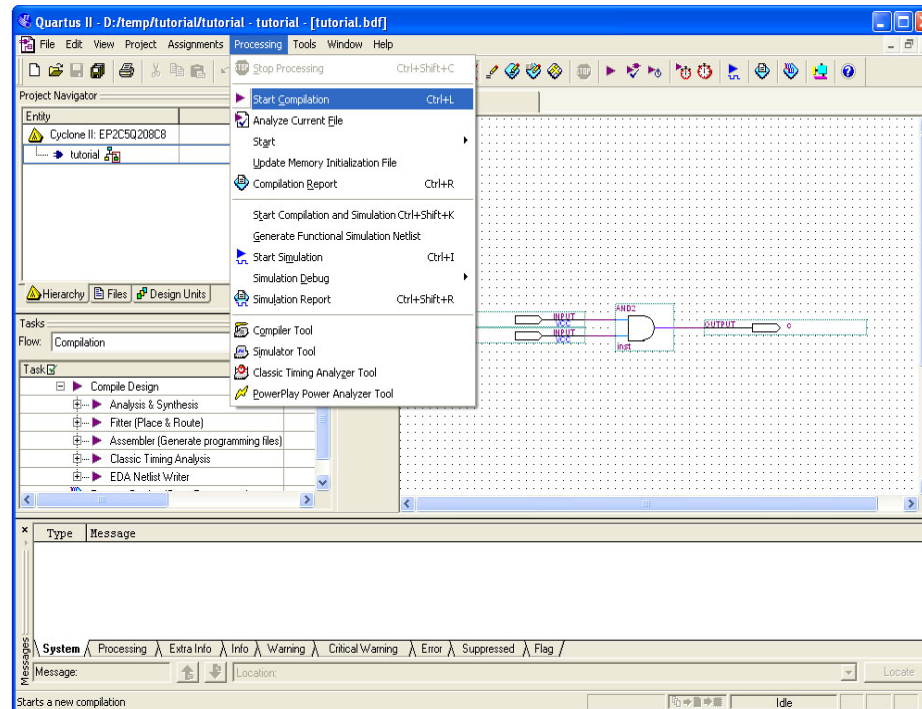 Quartus II - D:/temp/tutorial/tutorial - tutorial - [tutorial.bdf]
File Edit View Project Assignments Processing Tools Window Help
Stop Processing Ctrl+Shift+C
Project Navigator
Entity
Cyclone II: EP2C5Q208C8
tutorial
Start Compilation Ctrl+L
Analyze Current File
Start
Update Memory Initialization File
Compilation Report Ctrl+R
Start Compilation and Simulation Ctrl+Shift+K
Generate Functional Simulation Netlist
Start Simulation Ctrl+I
Simulation Debug
Simulation Report Ctrl+Shift+R
Compiler Tool
Simulator Tool
Classic Timing Analyzer Tool
PowerPlay Power Analyzer Tool
Hierarchy Files Design Units
Tasks
Flow: Compilation
Task
Compile Design
Analysis & Synthesis
Fitter (Place & Route)
Assembler (Generate programming files)
Classic Timing Analysis
EDA Netlist Writer
AND2
INPUT
VCC
INPUT
VCC
inst
OUTPUT o
Type Message
System Processing Extra Info Info Warning Critical Warning Error Suppressed Flag
Messages
Message: Location: Locate
Starts a new compilation Idle